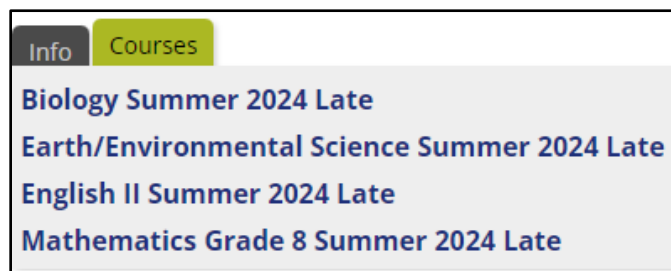 Info Courses
Biology Summer 2024 Late
Earth/Environmental Science Summer 2024 Late
English II Summer 2024 Late
Mathematics Grade 8 Summer 2024 Late